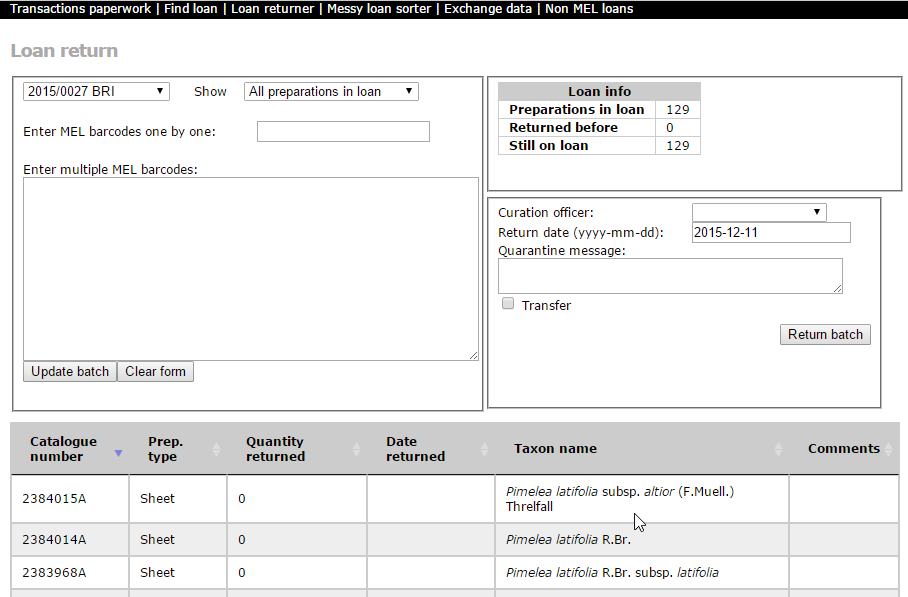 Transactions paperwork | Find loan | Loan returner | Messy loan sorter | Exchange data | Non MEL loans
Loan return
2015/0027 BRI Show All preparations in loan
Enter MEL barcodes one by one:
Enter multiple MEL barcodes:
Update batch Clear form
Loan info
Preparations in loan 129
Returned before 0
Still on loan 129
Curation officer:
Return date (yyyy-mm-dd): 2015-12-11
Quarantine message:
Transfer
Return batch
Catalogue number Prep. type Quantity returned Date returned Taxon name Comments
2384015A Sheet 0 Pimelea latifolia subsp. altior (F.Muell.)
Threlfall
2384014A Sheet 0 Pimelea latifolia R.Br.
2383968A Sheet 0 Pimelea latifolia R.Br. subsp. latifolia